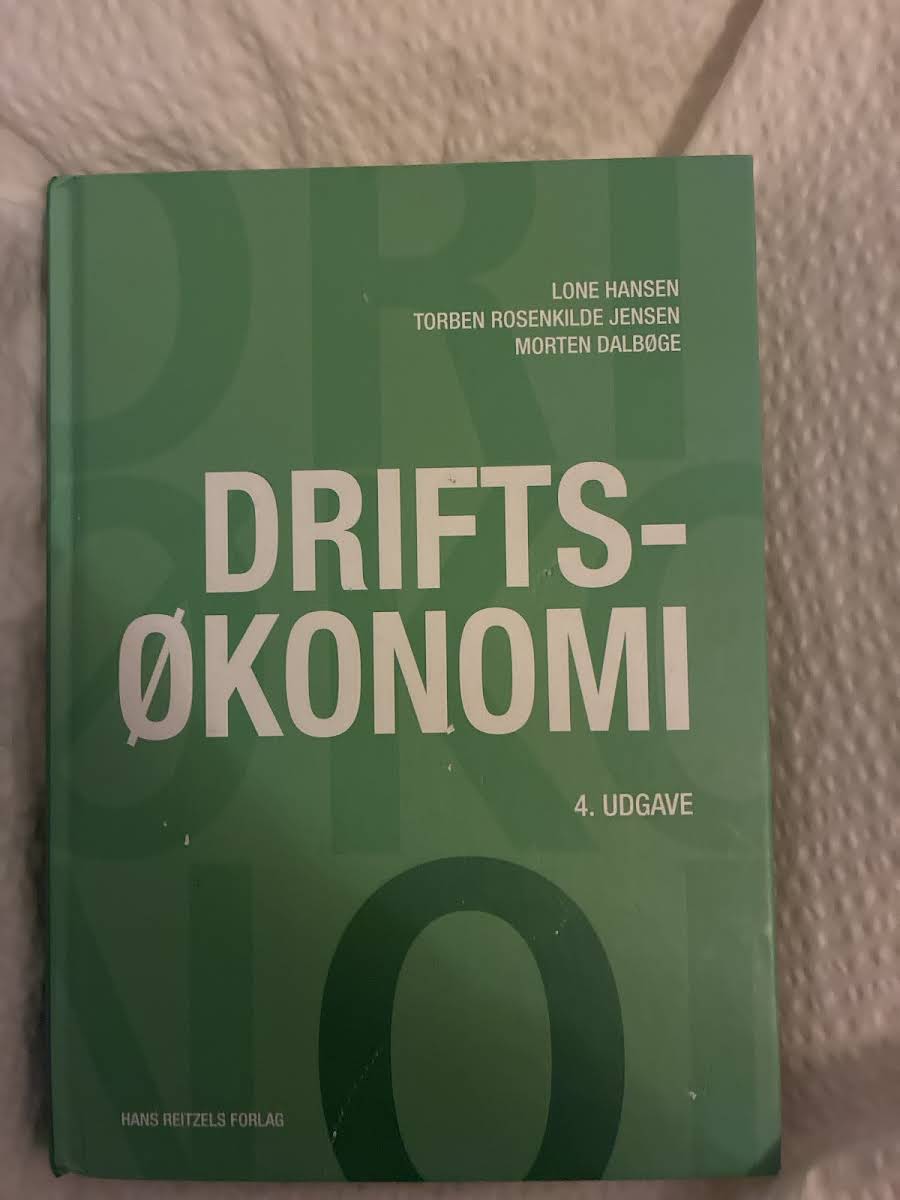 LONE HANSEN
TORBEN ROSENKILDE JENSEN
MORTEN DALBØGE
DRIFTS-
ØKONOMI
4. UDGAVE
HANS REITZELS FORLAG